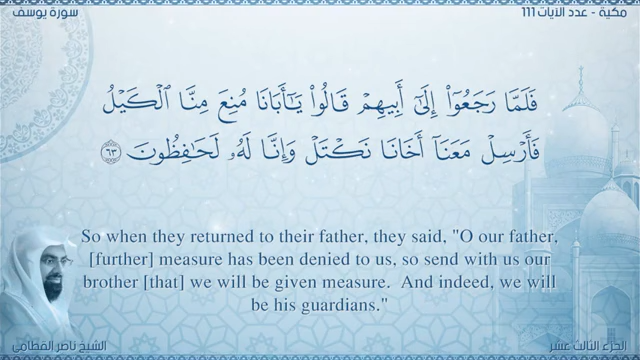 مكية - عدد الآيات 111
سورة يوسف
فَلَمَّا رَجَعُوٓا۟ إِلَىٰٓ أَبِيهِمْ قَالُوا۟ يَـٰٓأَبَانَا مُنِعَ مِنَّا ٱلْكَيْلُ
فَأَرْسِلْ مَعَنَآ أَخَانَا نَكْتَلْ وَإِنَّا لَهُۥ لَحَـٰفِظُونَ ٦٣
So when they returned to their father, they said, "O our father,
[further] measure has been denied to us, so send with us our
brother [that] we will be given measure. And indeed, we will
be his guardians."
الجزء الثالث عشر
الشيخ ناصر القطامي